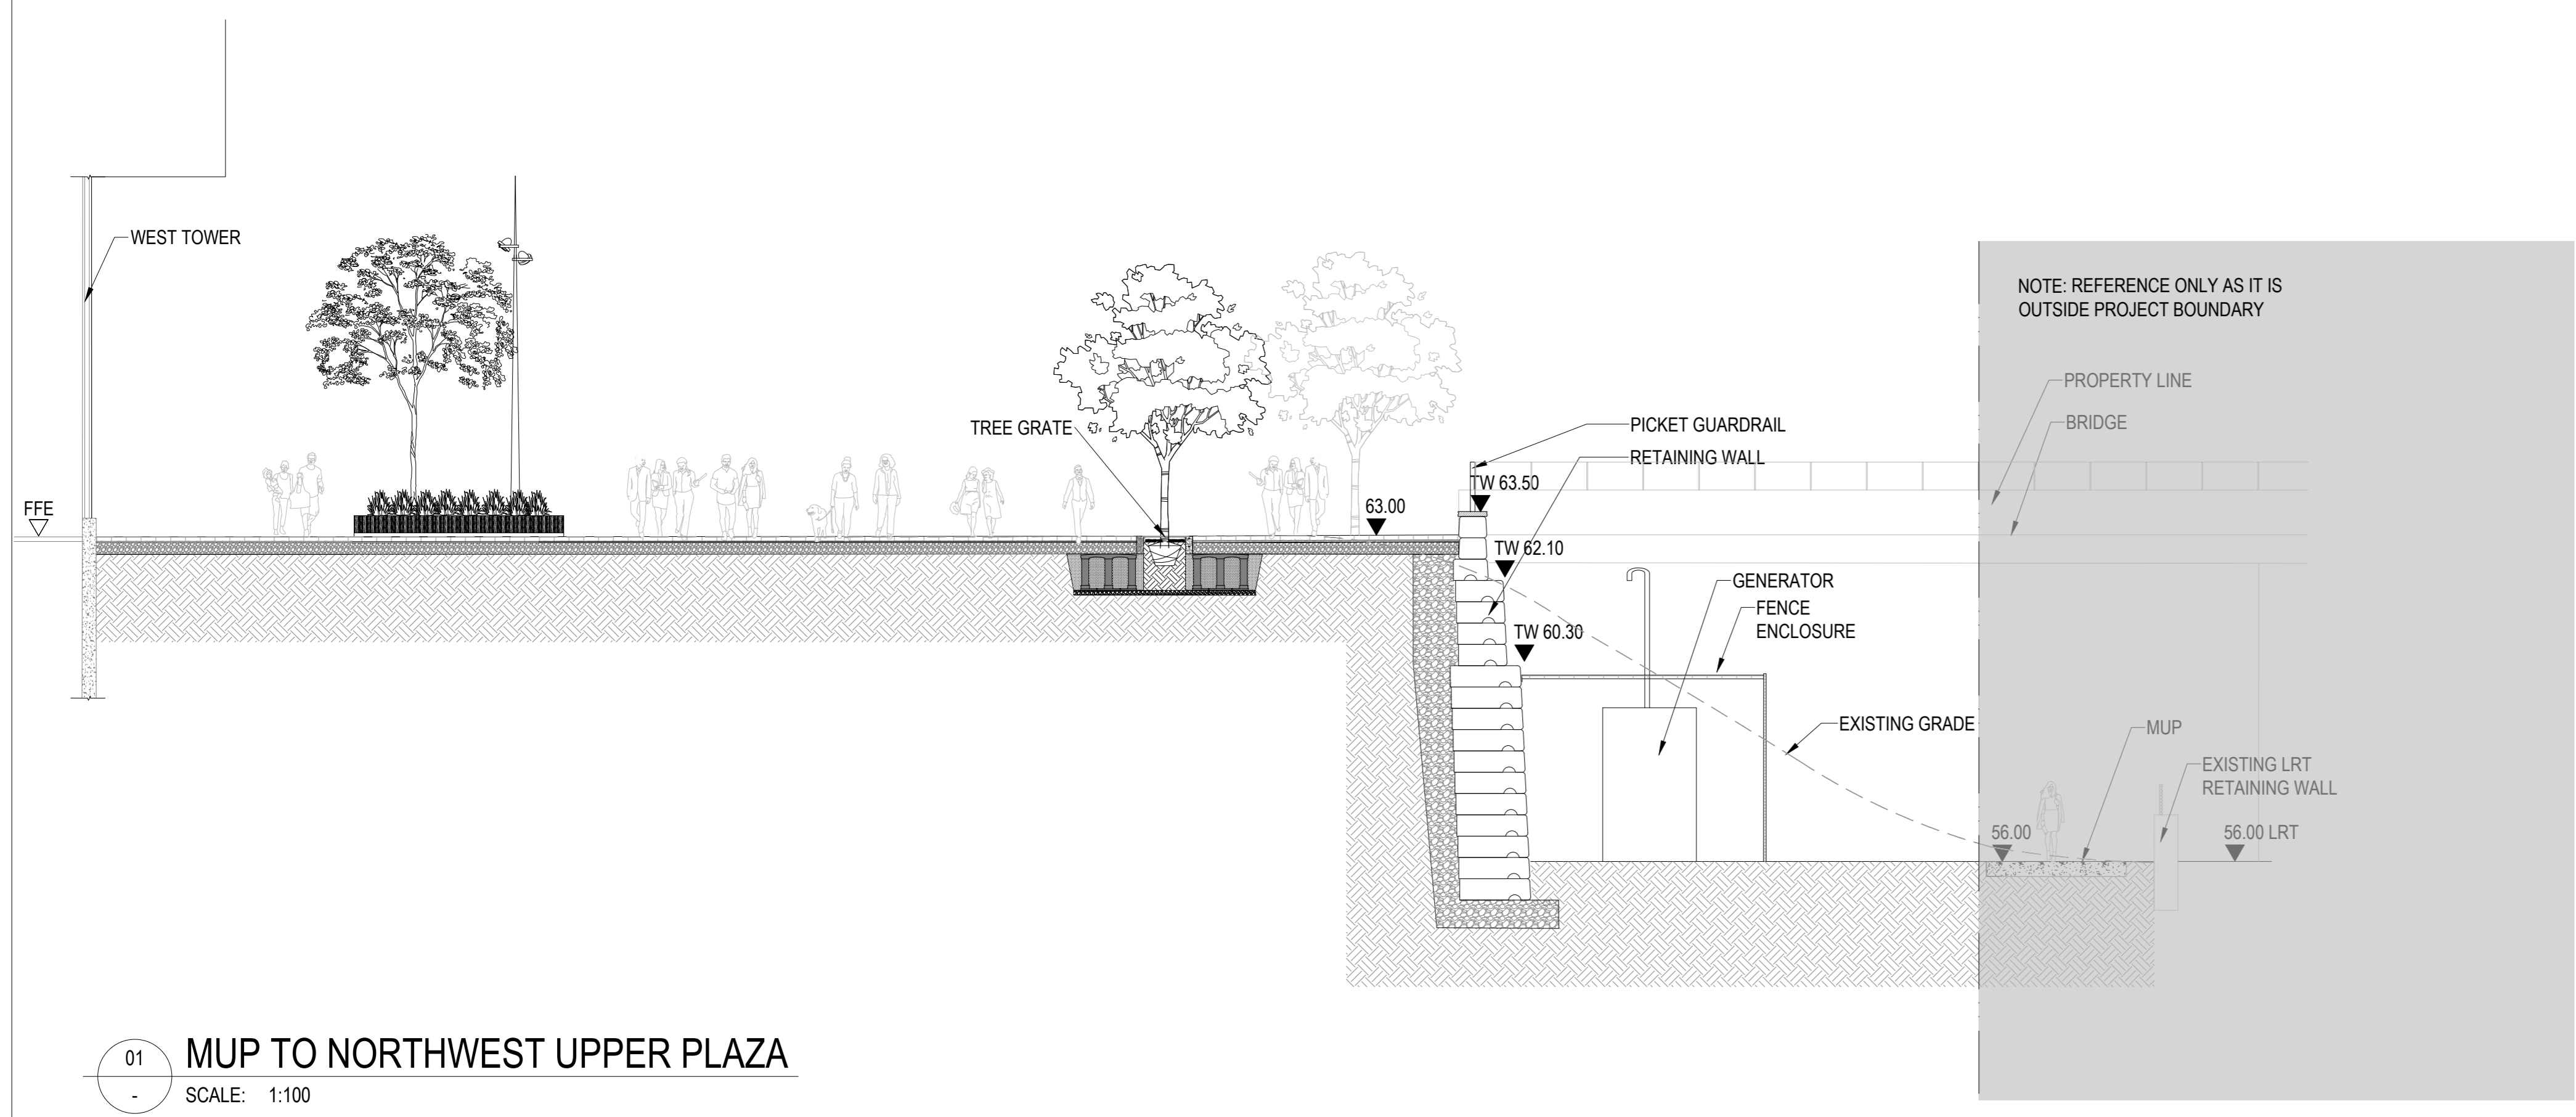 WEST TOWER
FFE
TREE GRATE
63.00
PICKET GUARDRAIL
RETAINING WALL
TW 63.50
TW 62.10
TW 60.30
GENERATOR
FENCE
ENCLOSURE
EXISTING GRADE
NOTE: REFERENCE ONLY AS IT IS
OUTSIDE PROJECT BOUNDARY
PROPERTY LINE
BRIDGE
MUP
EXISTING LRT
RETAINING WALL
56.00
56.00 LRT
01
-
MUP TO NORTHWEST UPPER PLAZA
SCALE: 1:100